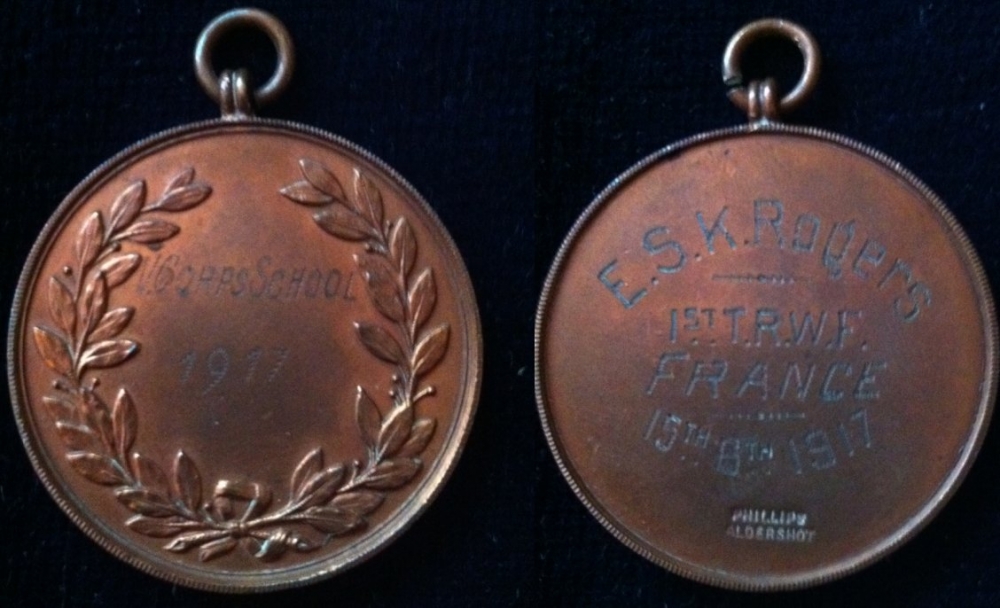 CORPS SCHOOL
1917
E.S.K. Rogers
1ST T.R.W.F.
FRANCE
15TH 8TH 1917
PHILLIPS
ALDERSHOT